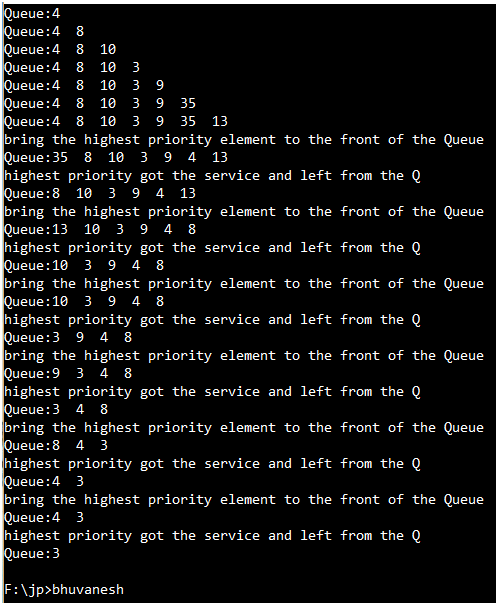 Queue:4
Queue:4  8
Queue:4  8  10
Queue:4  8  10  3
Queue:4  8  10  3  9
Queue:4  8  10  3  9  35
Queue:4  8  10  3  9  35  13
bring the highest priority element to the front of the Queue
Queue:35  8  10  3  9  4  13
highest priority got the service and left from the Q
Queue:8  10  3  9  4  13
bring the highest priority element to the front of the Queue
Queue:13  10  3  9  4  8
highest priority got the service and left from the Q
Queue:10  3  9  4  8
bring the highest priority element to the front of the Queue
Queue:10  3  9  4  8
highest priority got the service and left from the Q
Queue:3  9  4  8
bring the highest priority element to the front of the Queue
Queue:9  3  4  8
highest priority got the service and left from the Q
Queue:3  4  8
bring the highest priority element to the front of the Queue
Queue:8  4  3
highest priority got the service and left from the Q
Queue:4  3
bring the highest priority element to the front of the Queue
Queue:4  3
highest priority got the service and left from the Q
Queue:3
F:\jp>bhuvanesh